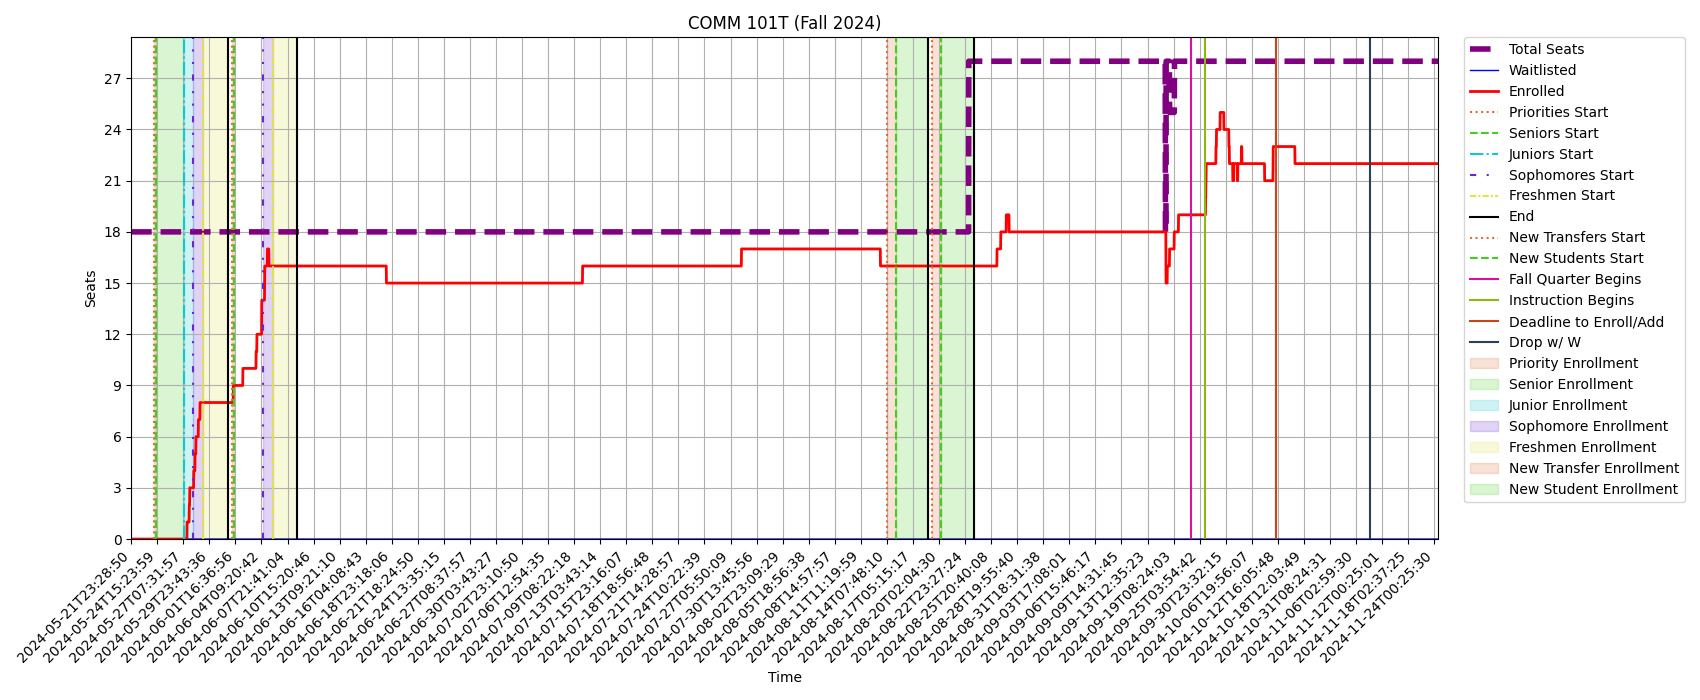 COMM 101T (Fall 2024)
Seats
27
24
21
18
15
12
9
6
3
0
2024-05-21T23:28:50
2024-05-24T15:23:59
2024-05-27T07:31:57
2024-05-29T23:43:36
2024-06-01T16:36:56
2024-06-04T09:20:42
2024-06-07T21:41:04
2024-06-10T15:20:46
2024-06-13T09:21:10
2024-06-16T04:08:43
2024-06-18T23:18:06
2024-06-21T18:24:50
2024-06-24T13:35:15
2024-06-27T08:37:57
2024-06-30T03:43:27
2024-07-02T23:10:50
2024-07-06T12:54:35
2024-07-09T08:22:18
2024-07-13T03:43:14
2024-07-15T23:16:07
2024-07-18T18:56:48
2024-07-21T14:28:57
2024-07-24T10:22:39
2024-07-27T05:50:09
2024-07-30T13:45:56
2024-08-02T23:09:29
2024-08-05T18:56:38
2024-08-08T14:57:57
2024-08-11T11:19:59
2024-08-14T07:48:10
2024-08-17T05:15:17
2024-08-20T02:04:30
2024-08-22T23:27:24
2024-08-25T20:40:08
2024-08-28T19:55:40
2024-08-31T18:31:38
2024-09-03T17:08:01
2024-09-06T15:46:17
2024-09-09T14:31:45
2024-09-13T12:35:23
2024-09-19T08:24:03
2024-09-25T03:54:42
2024-09-30T23:32:15
2024-10-06T19:56:07
2024-10-12T16:05:48
2024-10-18T12:03:49
2024-10-31T08:24:31
2024-11-06T02:59:30
2024-11-12T00:25:01
2024-11-18T02:37:25
2024-11-24T00:25:30
Time
Total Seats
Waitlisted
Enrolled
Priorities Start
Seniors Start
Juniors Start
Sophomores Start
Freshmen Start
End
New Transfers Start
New Students Start
Fall Quarter Begins
Instruction Begins
Deadline to Enroll/Add
Drop w/ W
Priority Enrollment
Senior Enrollment
Junior Enrollment
Sophomore Enrollment
Freshmen Enrollment
New Transfer Enrollment
New Student Enrollment